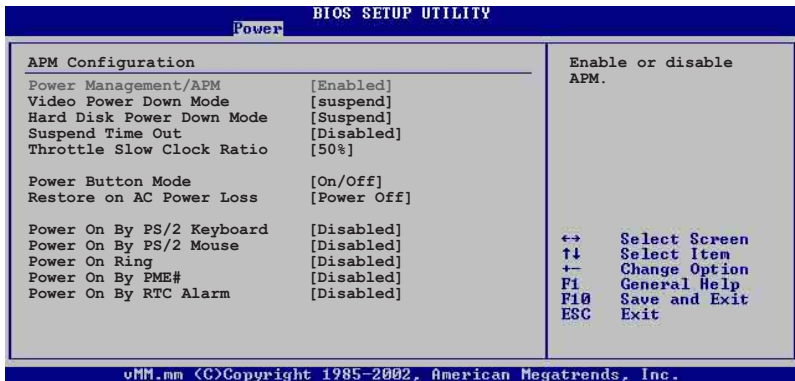 BIOS SETUP UTILITY
Power
APM Configuration
Power Management/APM [Enabled]
Video Power Down Mode [suspend]
Hard Disk Power Down Mode [Suspend]
Suspend Time Out [Disabled]
Throttle Slow Clock Ratio [50%]
Power Button Mode [On/Off]
Restore on AC Power Loss [Power Off]
Power On By PS/2 Keyboard [Disabled]
Power On By PS/2 Mouse [Disabled]
Power On Ring [Disabled]
Power On By PME# [Disabled]
Power On By RTC Alarm [Disabled]
Enable or disable
APM.
↔ Select Screen
↑↓ Select Item
+- Change Option
F1 General Help
F10 Save and Exit
ESC Exit
vMM.mm (C)Copyright 1985-2002, American Megatrends, Inc.